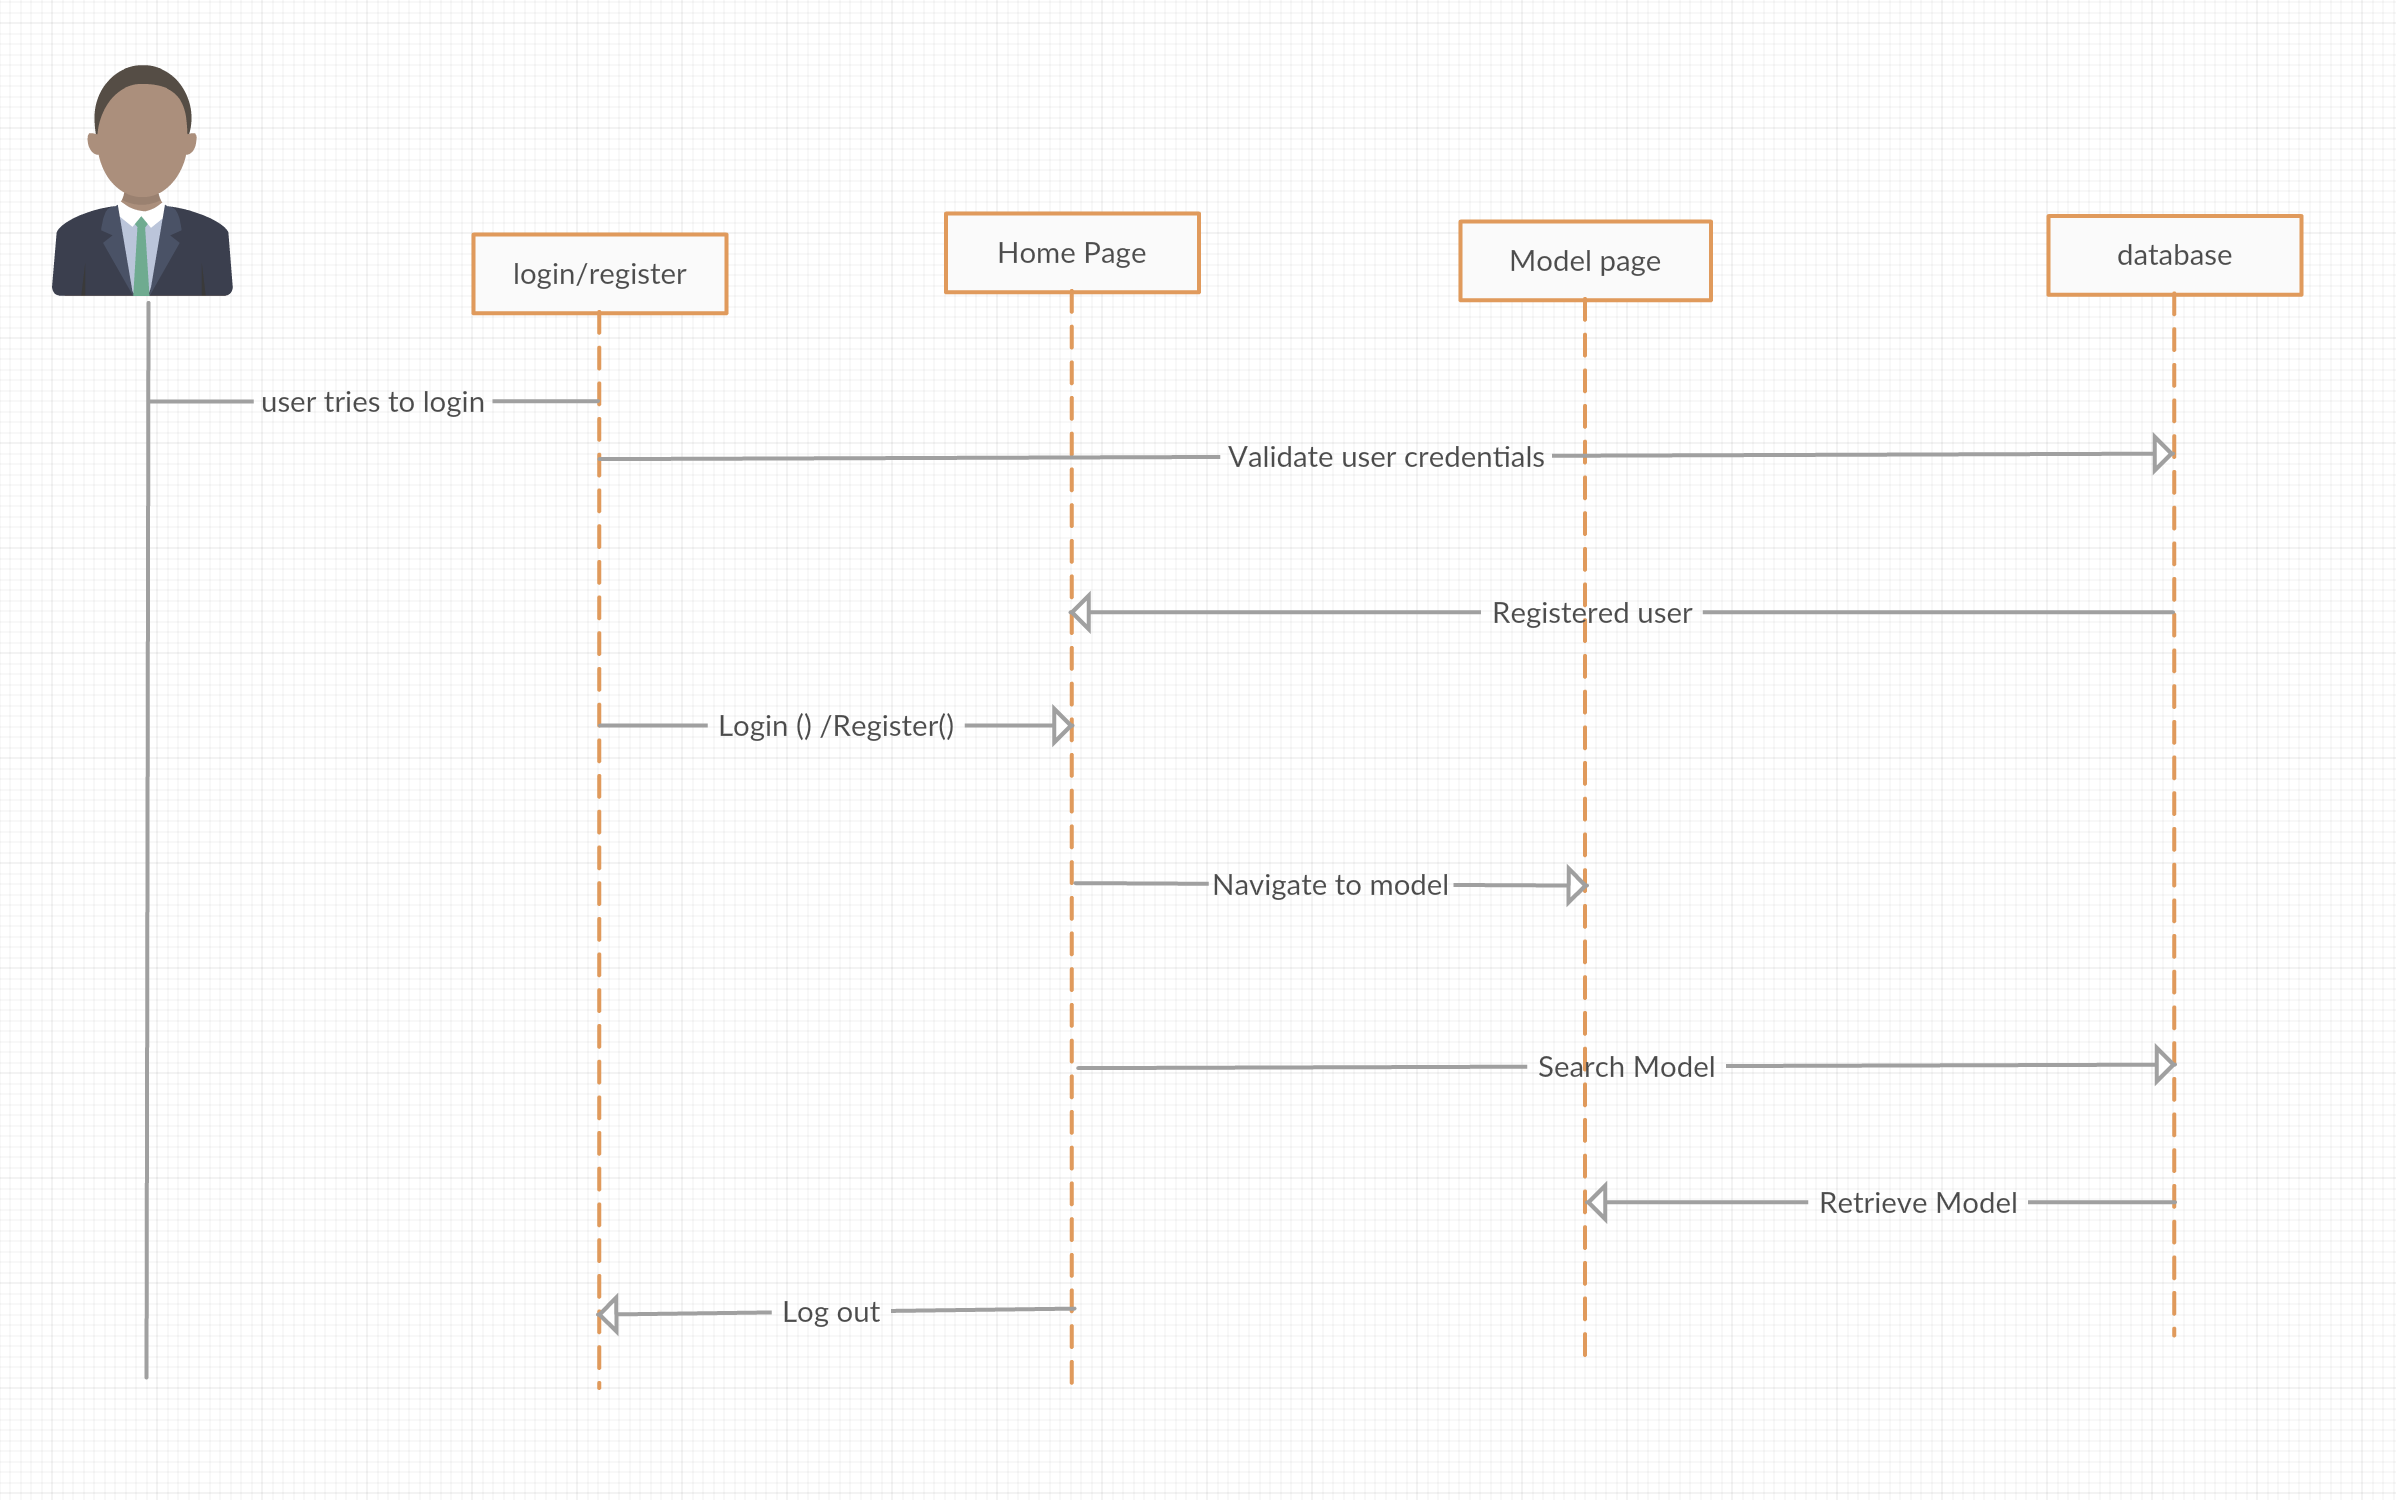 Home Page
database
Model page
login/register
user tries to login
Validate user credentials
Registered user
Login () /Register()
Navigate to model
Search Model
Retrieve Model
Log out